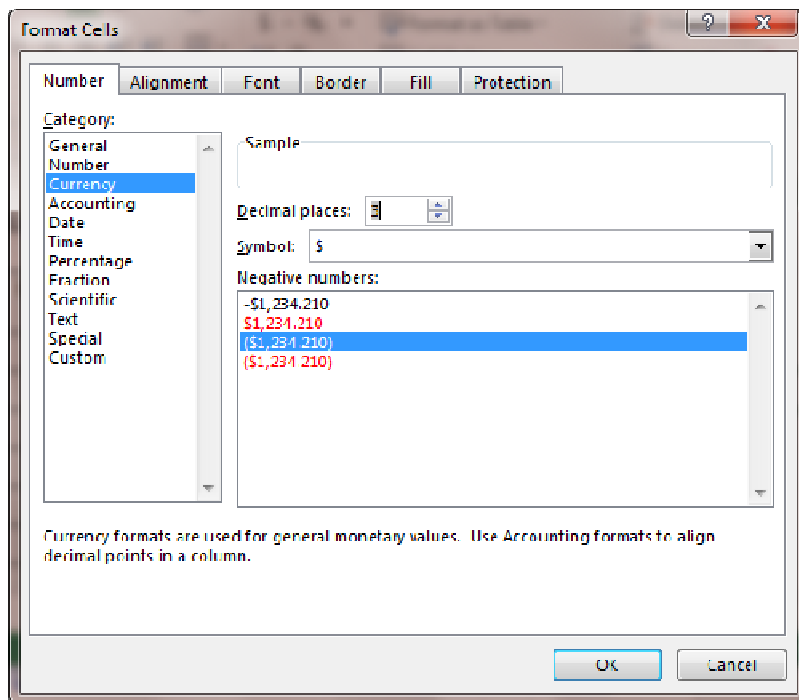 Format Cells
?
Number Alignment Font Border Fill Protection
Category:
General
Number
Currency
Accounting
Date
Time
Percentage
Fraction
Scientific
Text
Special
Custom
Sample
Decimal places: 3
Symbol: $
Negative numbers:
-$1,234.210
$1,234.210
($1,234.210)
($1,234.210)
Currency formats are used for general monetary values. Use Accounting formats to align
decimal points in a column.
OK Cancel